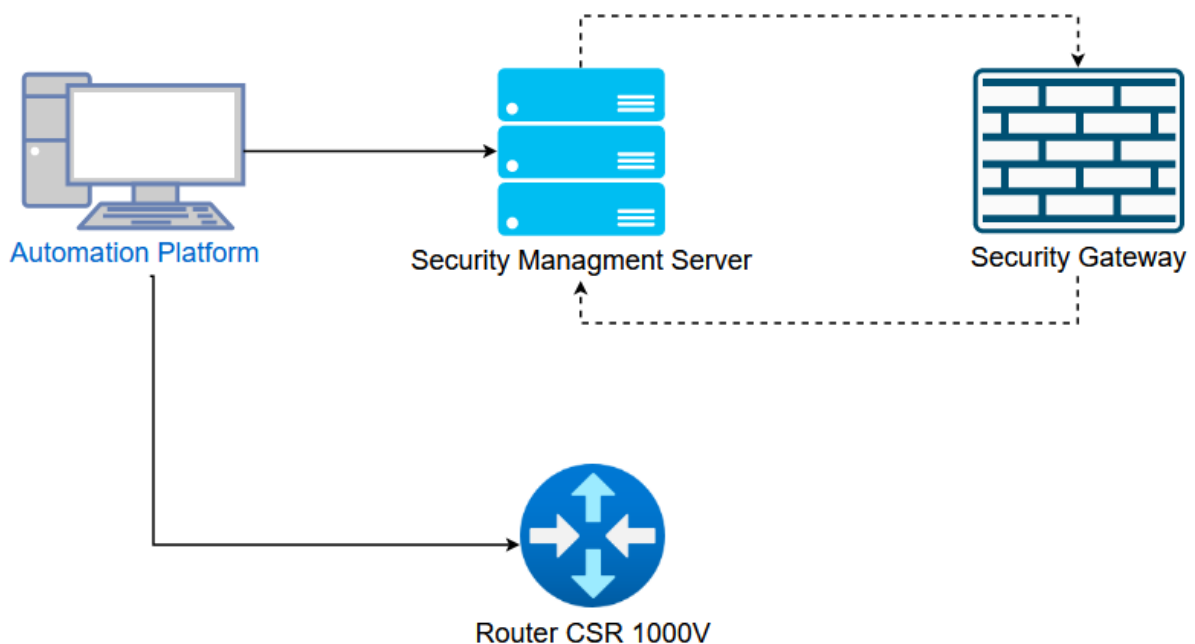 Automation Platform
Security Managment Server
Security Gateway
Router CSR 1000V